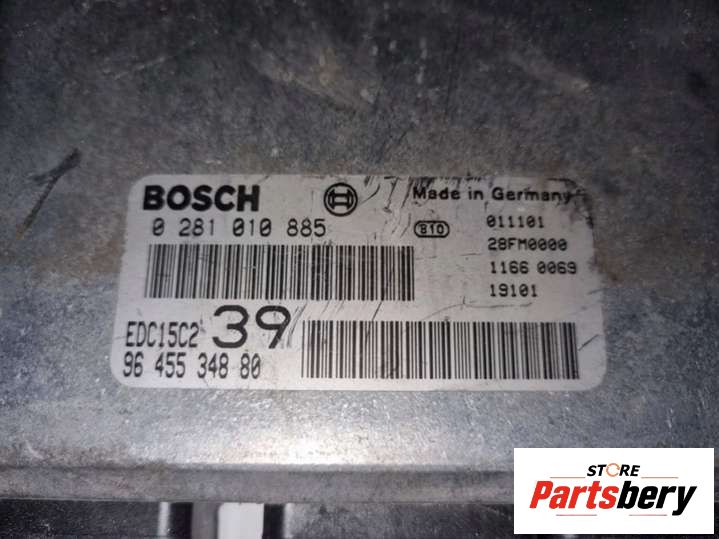 BOSCH
Made in Germany
0 281 010 885
810
011101
28FM0000
1166 0069
19101
EDC15C2 39
96 455 348 80
STORE
Partsbery